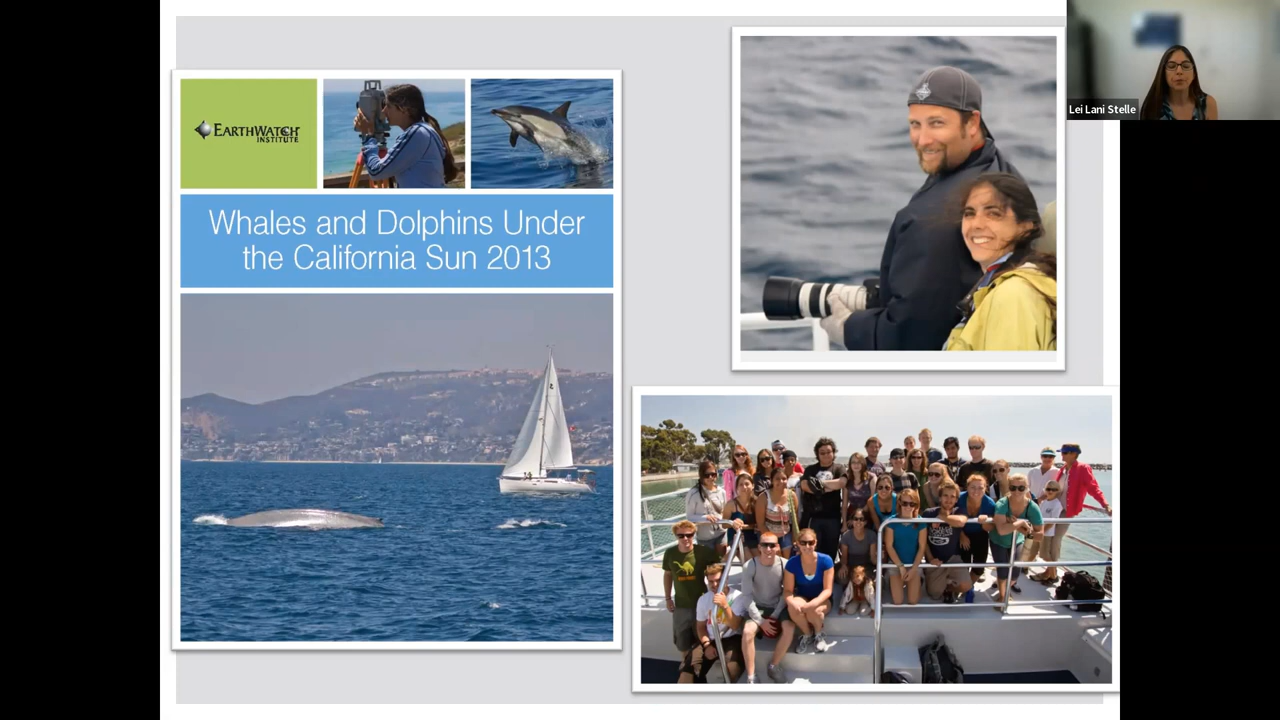 EARTHWATCH
INSTITUTE
Whales and Dolphins Under
the California Sun 2013
Lei Lani Stelle